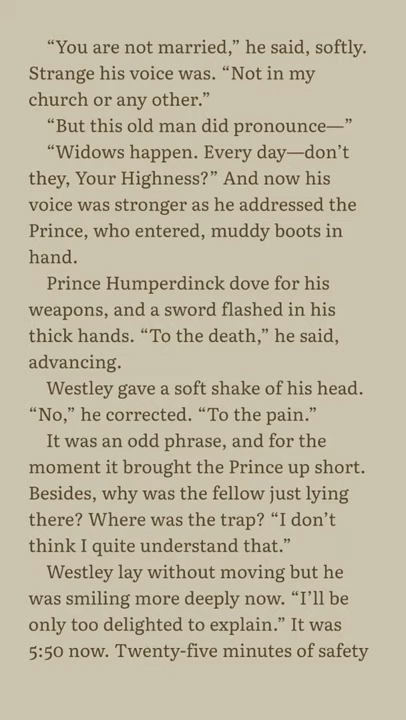 “You are not married,” he said, softly.
Strange his voice was. “Not in my
church or any other.”
“But this old man did pronounce—”
“Widows happen. Every day—don’t
they, Your Highness?” And now his
voice was stronger as he addressed the
Prince, who entered, muddy boots in
hand.
Prince Humperdinck dove for his
weapons, and a sword flashed in his
thick hands. “To the death,” he said,
advancing.
Westley gave a soft shake of his head.
“No,” he corrected. “To the pain.”
It was an odd phrase, and for the
moment it brought the Prince up short.
Besides, why was the fellow just lying
there? Where was the trap? “I don’t
think I quite understand that.”
Westley lay without moving but he
was smiling more deeply now. “I’ll be
only too delighted to explain.” It was
5:50 now. Twenty-five minutes of safety